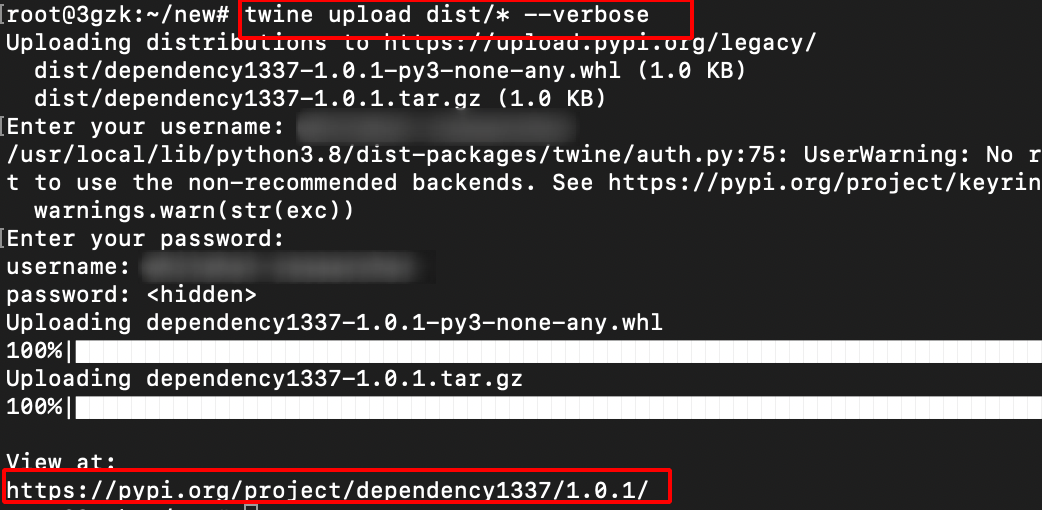 [root@3gzk:~/new# twine upload dist/* --verbose
Uploading distributions to https://upload.pypi.org/legacy/
dist/dependency1337-1.0.1-py3-none-any.whl (1.0 KB)
dist/dependency1337-1.0.1.tar.gz (1.0 KB)
[Enter your username:
/usr/local/lib/python3.8/dist-packages/twine/auth.py:75: UserWarning: No r
t to use the non-recommended backends. See https://pypi.org/project/keyrin
warnings.warn(str(exc))
[Enter your password:
username:
password: <hidden>
Uploading dependency1337-1.0.1-py3-none-any.whl
100%|
Uploading dependency1337-1.0.1.tar.gz
100%|
View at:
https://pypi.org/project/dependency1337/1.0.1/